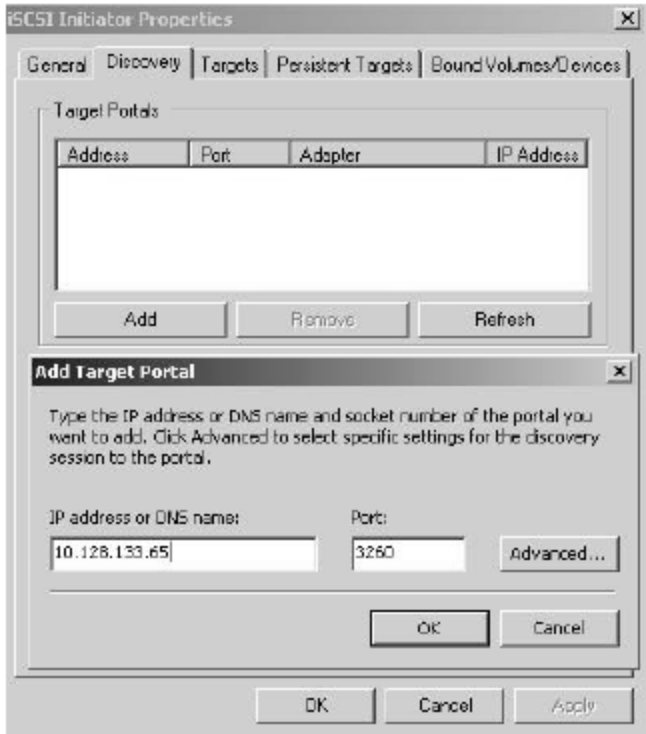 iSCSI Initiator Properties
General Discovery Targets Persistent Targets Bound Volumes/Devices
Target Portals
Address Port Adapter IP Address
Add Remove Refresh
Add Target Portal
Type the IP address or DNS name and socket number of the portal you
want to add. Click Advanced to select specific settings for the discovery
session to the portal.
IP address or DNS name: Port:
10.128.133.65 3260 Advanced...
OK Cancel
OK Cancel Apply